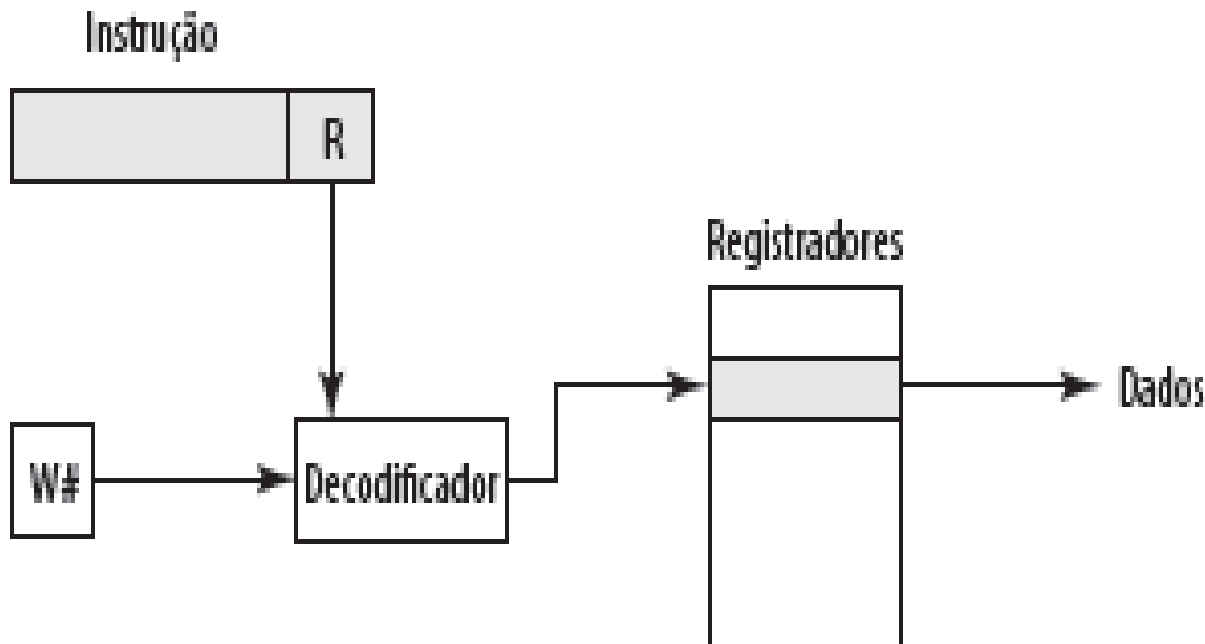 Instrução
R
Registradores
Dados
W#
Decodificador